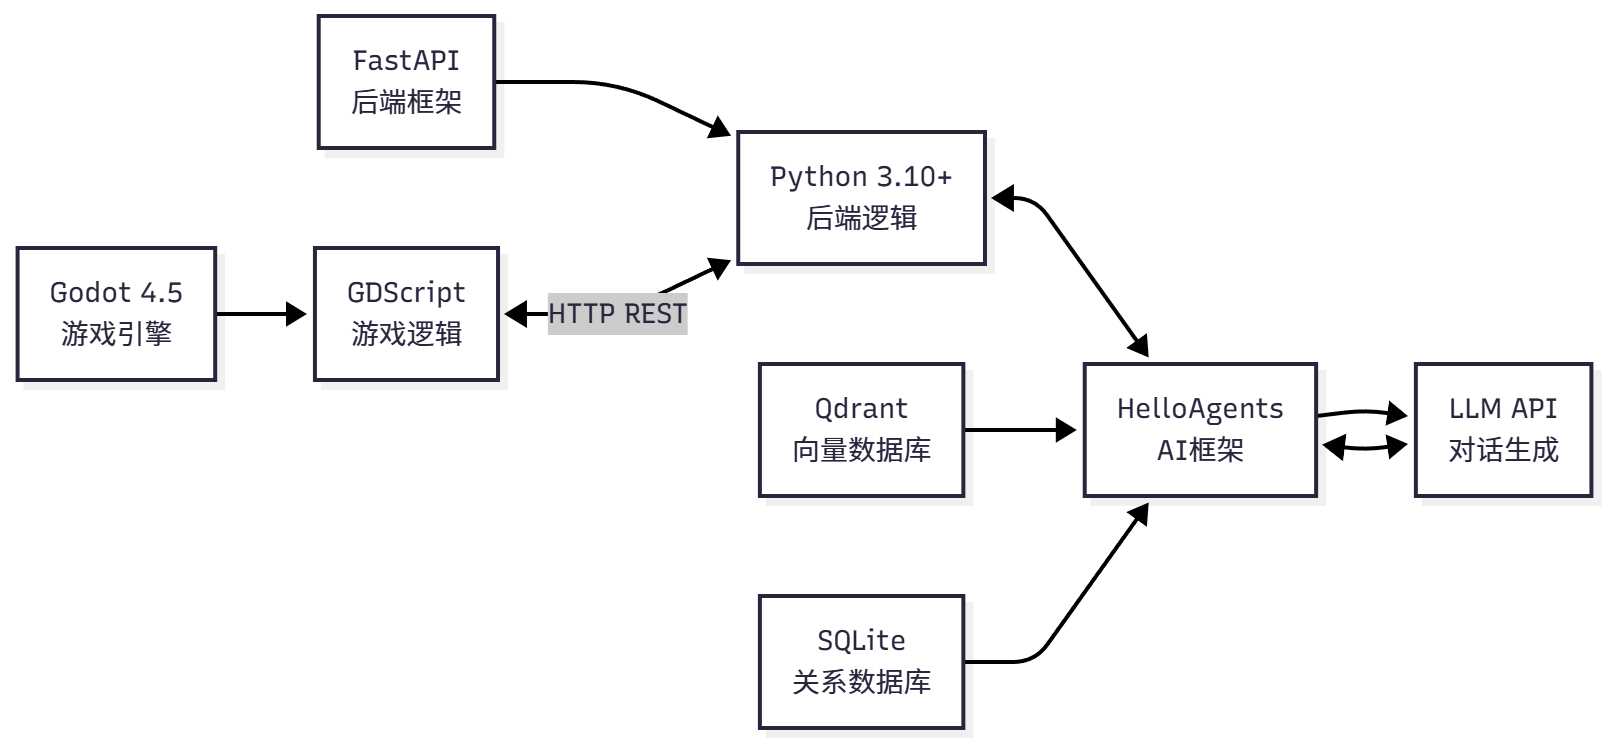 FastAPI
后端框架
Python 3.10+
后端逻辑
Godot 4.5
游戏引擎
GDScript
游戏逻辑
HTTP REST
Qdrant
向量数据库
HelloAgents
AI框架
LLM API
对话生成
SQLite
关系数据库